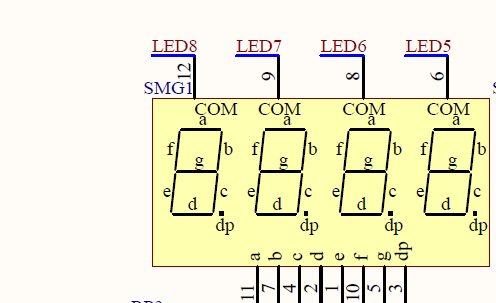 LED8 LED7 LED6 LED5
12 9 8 6
SMG1
COM COM COM COM
a a a a
f b f b f b f b
g g g g
e c e c e c e c
d d d d
dp dp dp dp
a b c d e f g dp
11 7 4 2 1 10 5 3